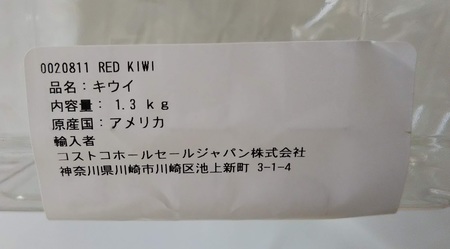 0020811 RED KIWI
品名：キウイ
内容量： 1.3 kg
原産国：アメリカ
輸入者
コストコホールセールジャパン株式会社
神奈川県川崎市川崎区池上新町 3-1-4